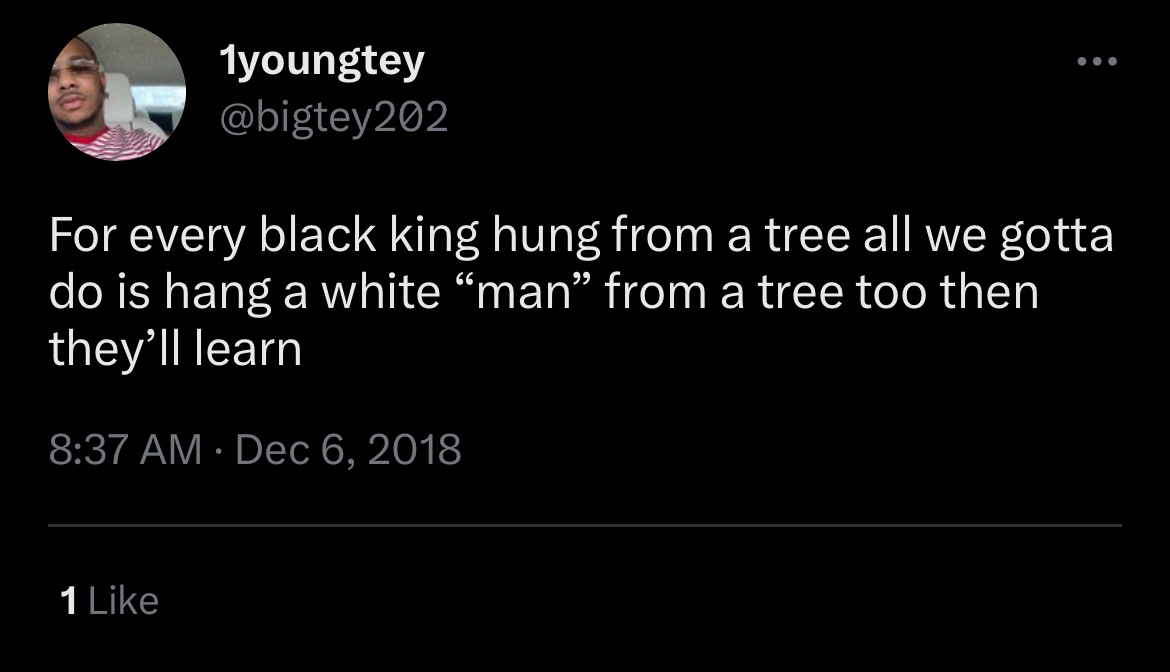 1youngtey
@bigtey202
For every black king hung from a tree all we gotta
do is hang a white “man” from a tree too then
they’ll learn
8:37 AM · Dec 6, 2018
1 Like